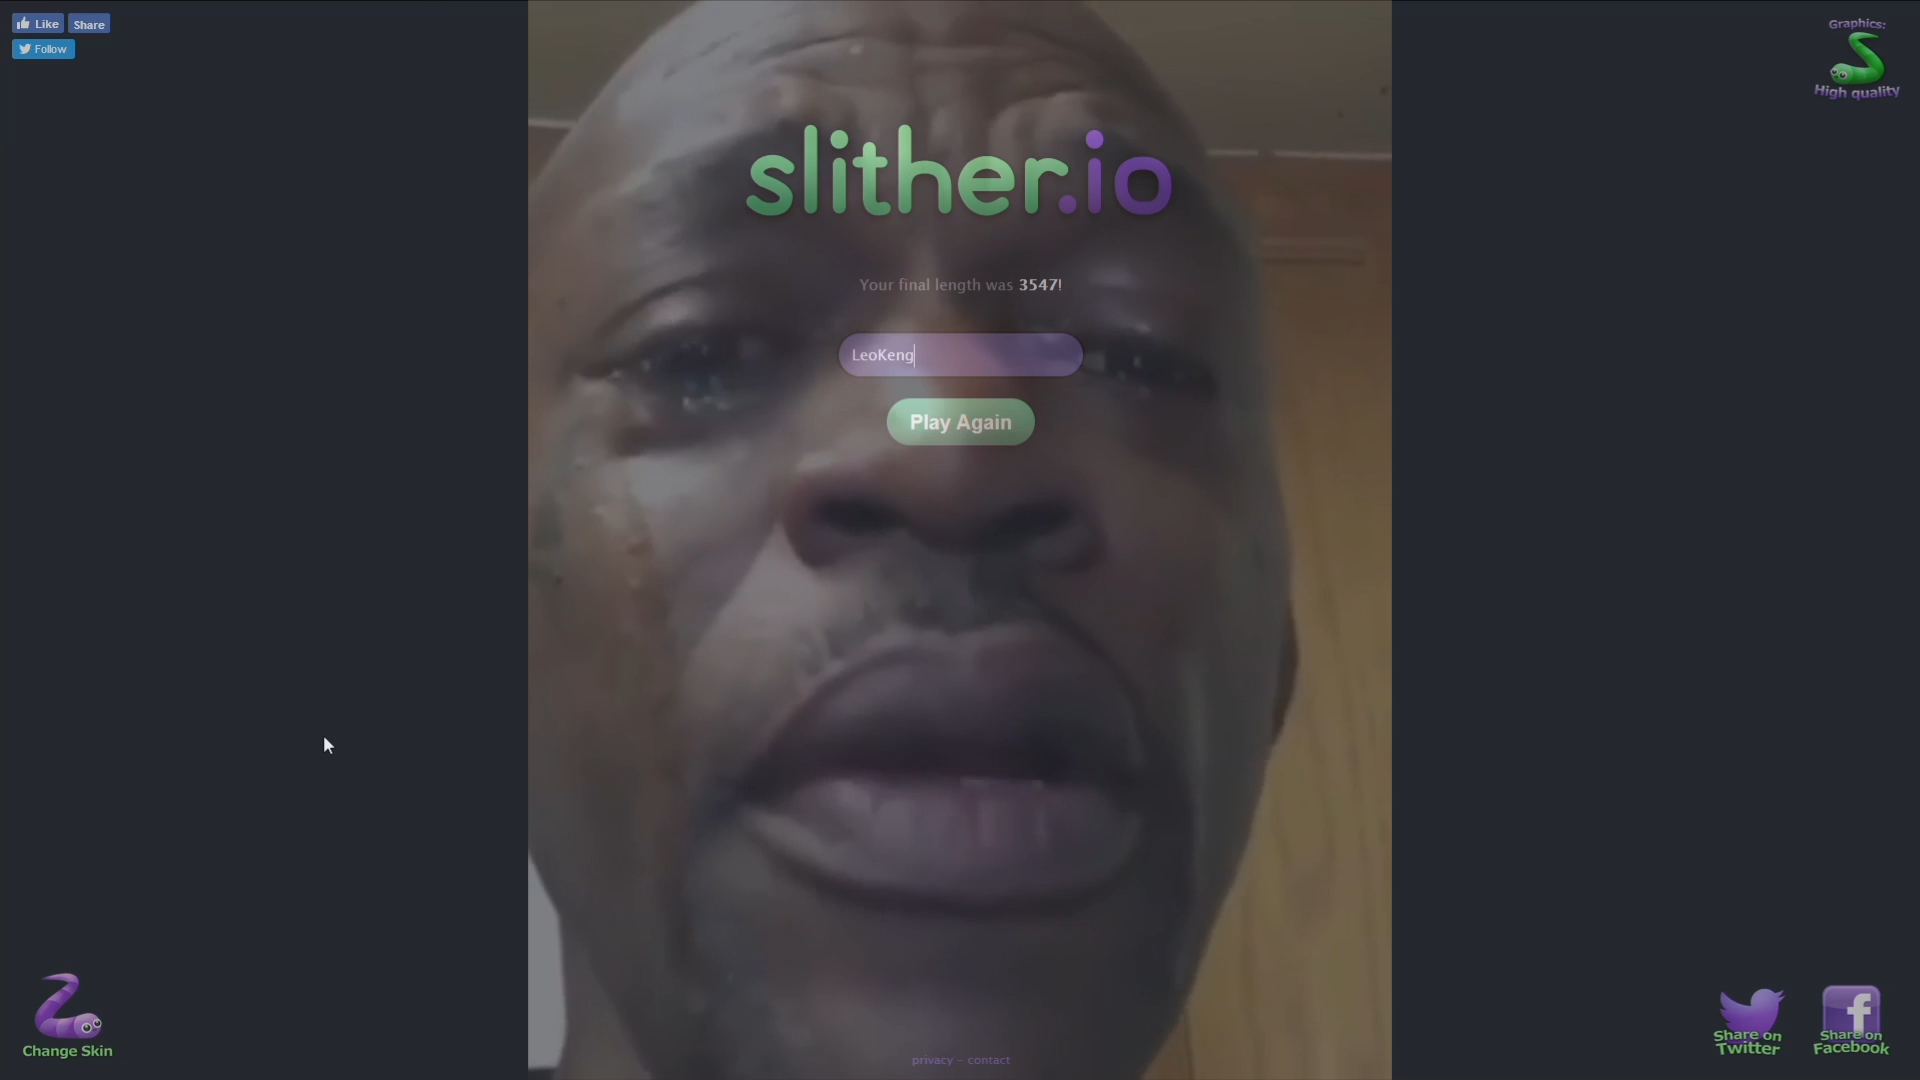 Like Share
Follow
Graphics:
High quality
slither.io
Your final length was 3547!
LeoKeng
Play Again
Change Skin
Share on
Twitter
Share on
Facebook
privacy - contact